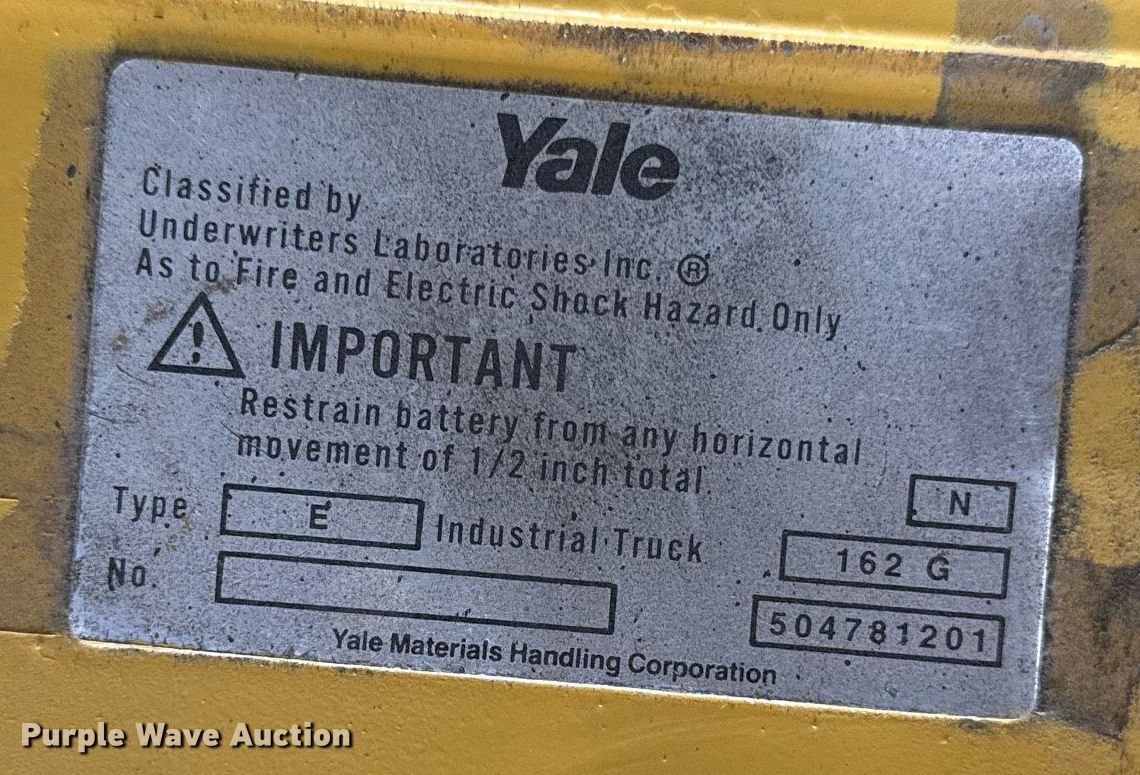 Yale
Classified by
Underwriters Laboratories Inc. ®
As to Fire and Electric Shock Hazard Only
IMPORTANT
Restrain battery from any horizontal
movement of 1/2 inch total.
N
Type E Industrial Truck
162 G
No.
504781201
Yale Materials Handling Corporation
Purple Wave Auction